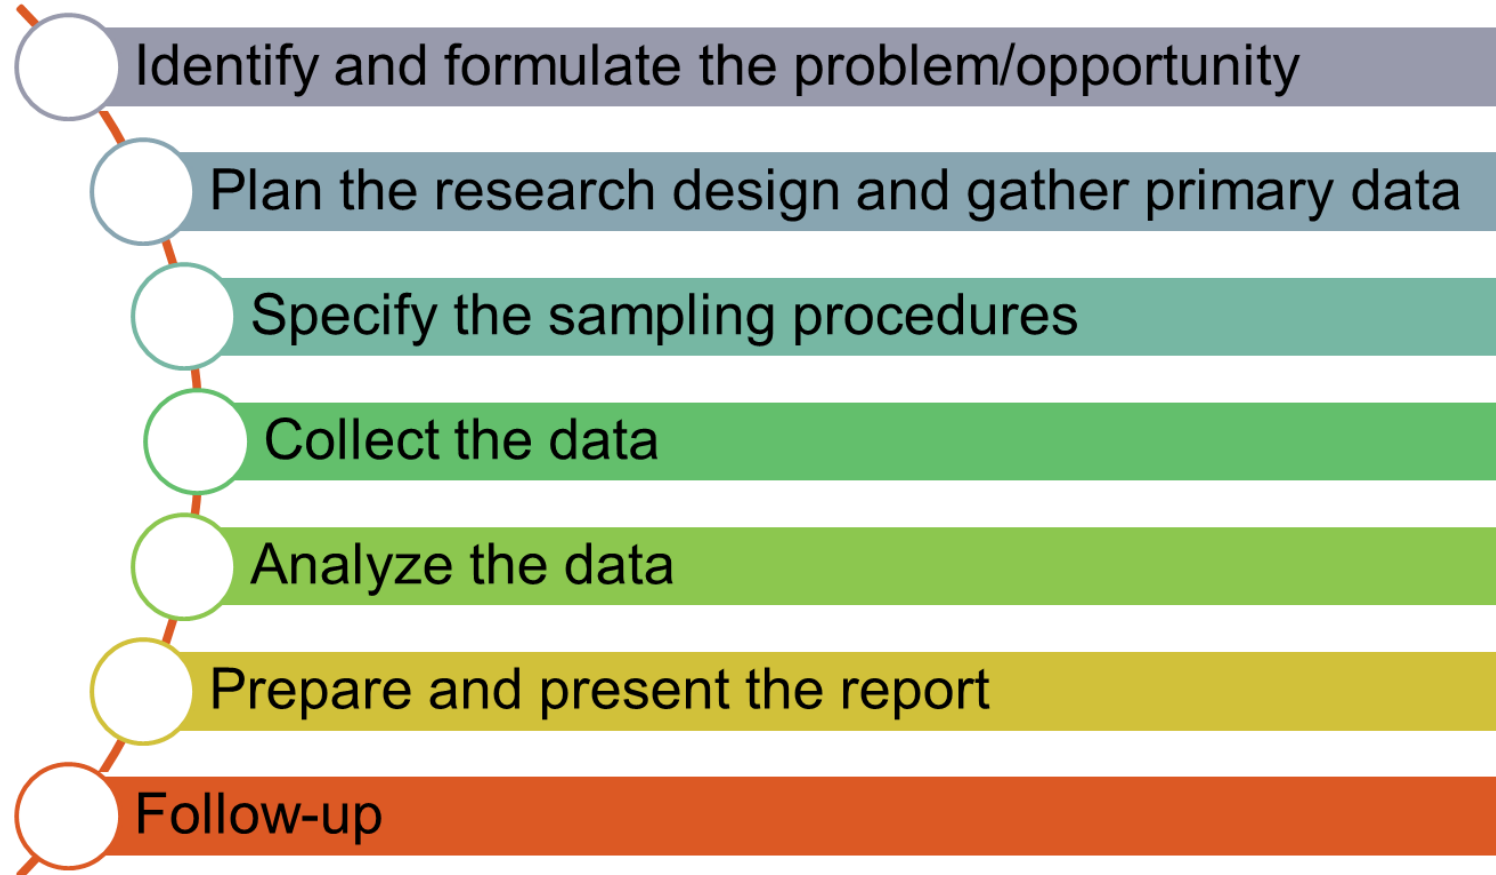 Identify and formulate the problem/opportunity
Plan the research design and gather primary data
Specify the sampling procedures
Collect the data
Analyze the data
Prepare and present the report
Follow-up